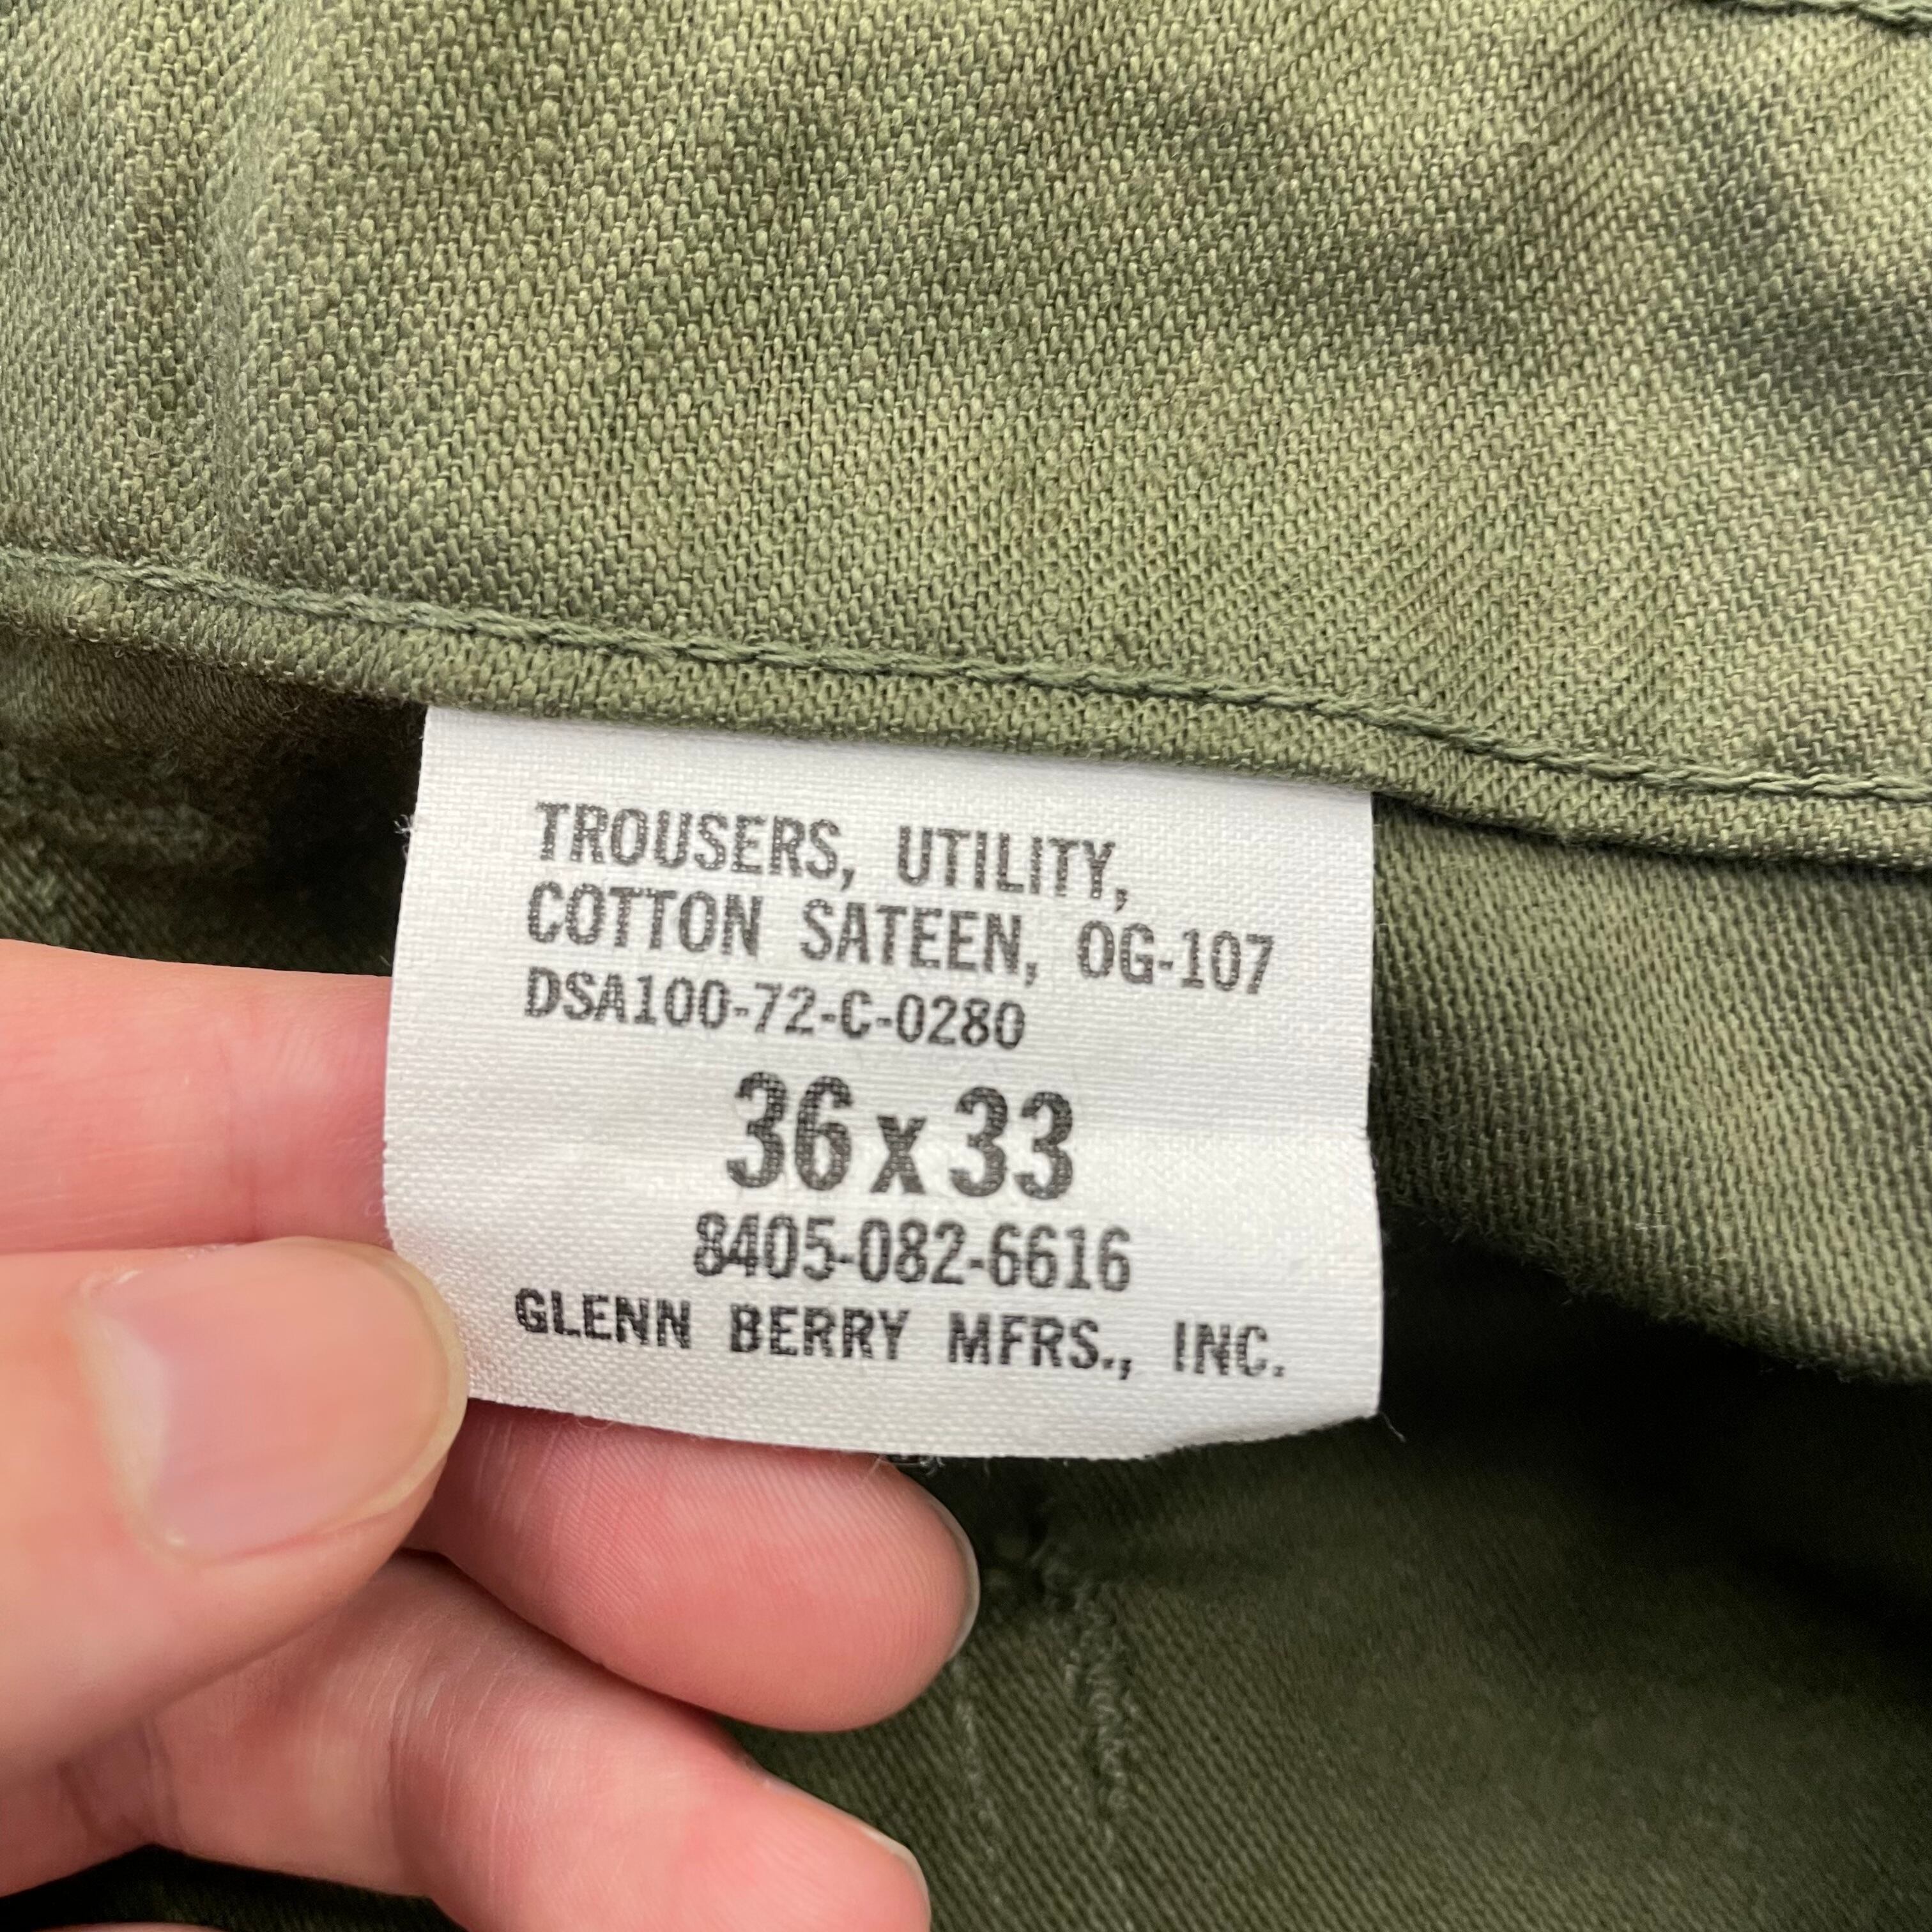 TROUSERS, UTILITY,
COTTON SATEEN, OG-107
DSA100-72-C-0280
36 x 33
8405-082-6616
GLENN BERRY MFRS., INC.